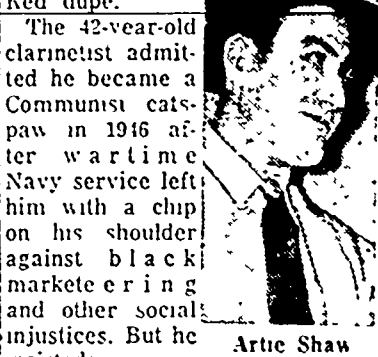 Red dupe.
The 42-year-old
clarinetist admit-
ted he became a
Communist cats-
paw in 1946 af-
ter wartime
Navy service left
him with a chip
on his shoulder
against black
marketeering
and other social
injustices. But he
Artie Shaw